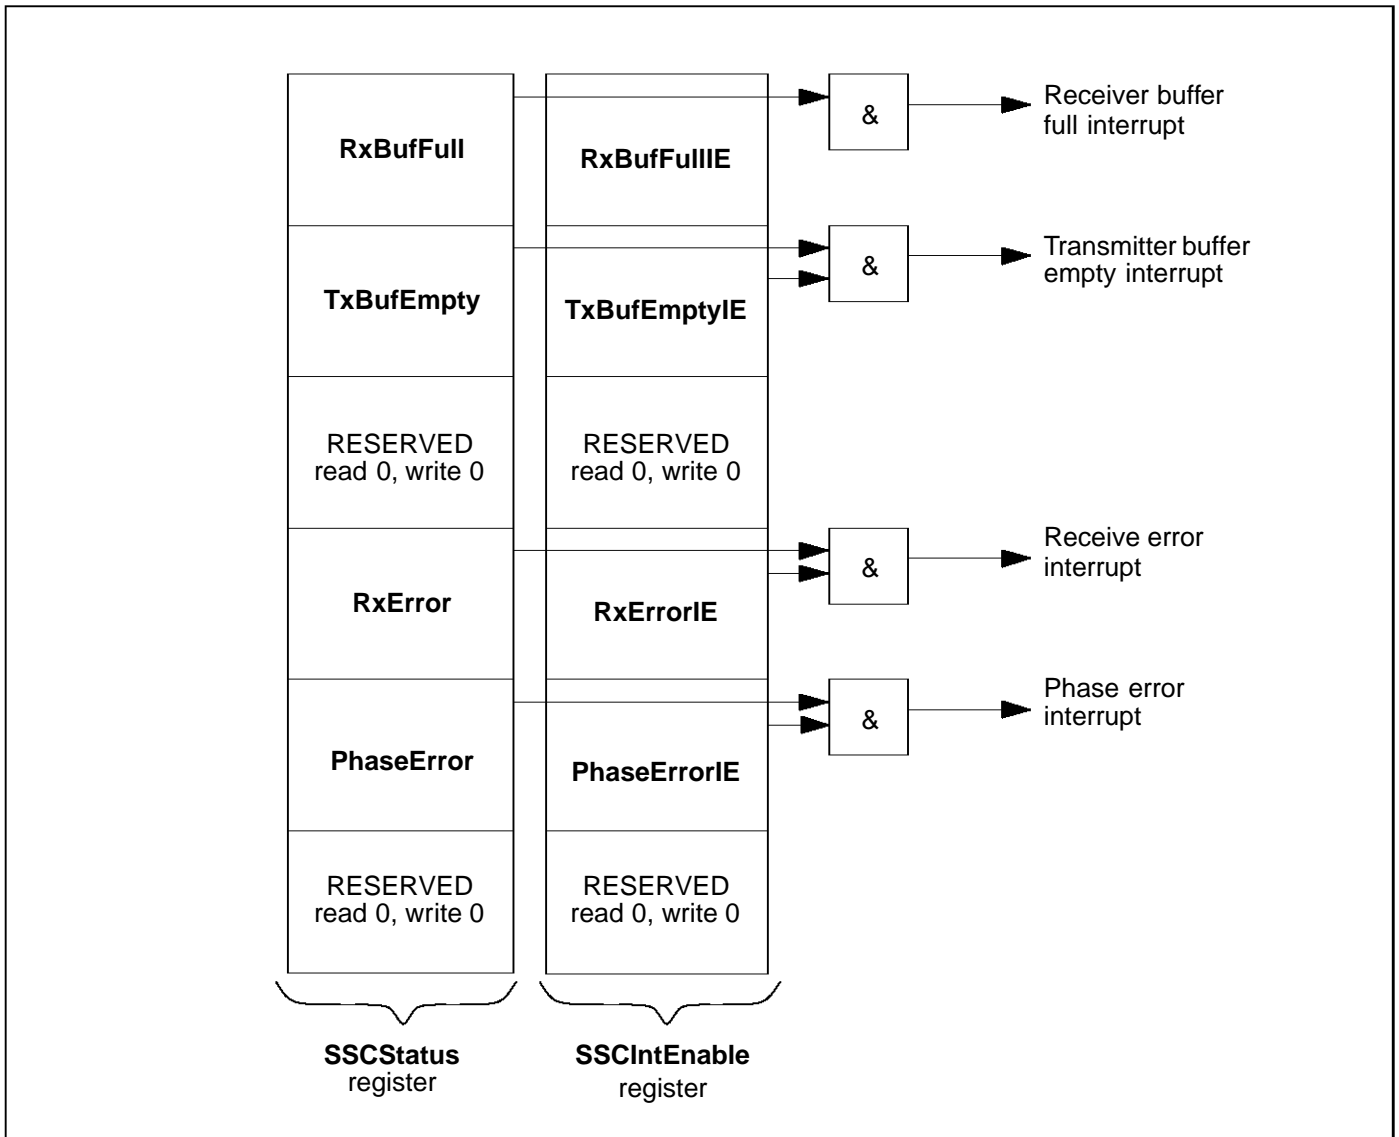 RxBufFull
RxBufFullIE
&
Receiver buffer
full interrupt
TxBufEmpty
TxBufEmptyIE
&
Transmitter buffer
empty interrupt
RESERVED
read 0, write 0
RESERVED
read 0, write 0
RxError
RxErrorIE
&
Receive error
interrupt
PhaseError
PhaseErrorIE
&
Phase error
interrupt
RESERVED
read 0, write 0
RESERVED
read 0, write 0
SSCStatus
register
SSCIntEnable
register